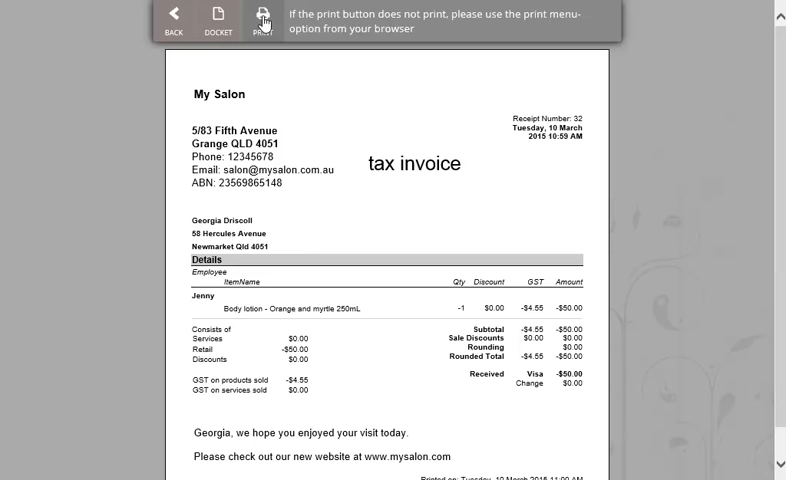 BACK DOCKET PRINT
If the print button does not print, please use the print menu-
option from your browser
My Salon
Receipt Number: 32
Tuesday, 10 March
2015 10:59 AM
5/83 Fifth Avenue
Grange QLD 4051
Phone: 12345678
Email: salon@mysalon.com.au
ABN: 23569865148
tax invoice
Georgia Driscoll
58 Hercules Avenue
Newmarket Qld 4051
Details
Employee
ItemName Qty Discount GST Amount
Jenny
Body lotion - Orange and myrtle 250mL -1 $0.00 -$4.55 -$50.00
Consists of
Services $0.00
Retail -$50.00
Discounts $0.00
GST on products sold -$4.55
GST on services sold $0.00
Subtotal -$4.55 -$50.00
Sale Discounts $0.00 $0.00
Rounding $0.00
Rounded Total -$4.55 -$50.00
Received Visa -$50.00
Change $0.00
Georgia, we hope you enjoyed your visit today.
Please check out our new website at www.mysalon.com
Printed on: Tuesday, 10 March 2015 11:00 AM